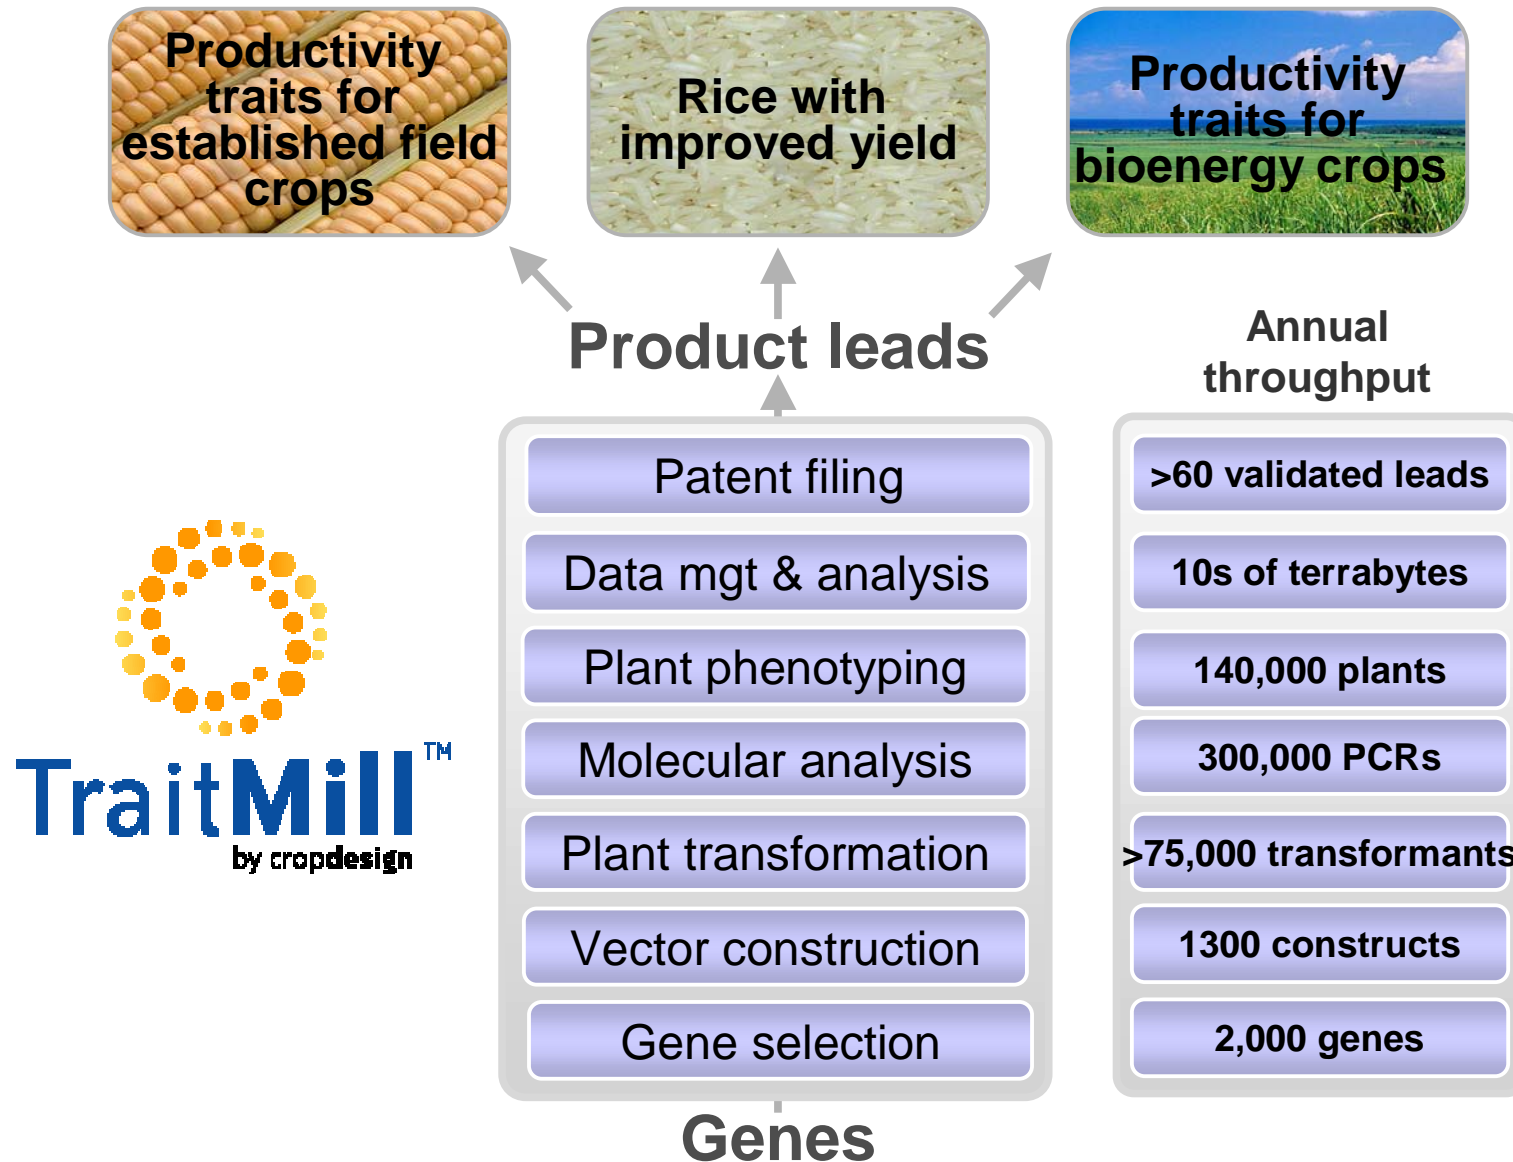 Productivity
traits for
established field
crops
Rice with
improved yield
Productivity
traits for
bioenergy crops
Product leads
Annual
throughput
Patent filing
>60 validated leads
Data mgt & analysis
10s of terrabytes
Plant phenotyping
140,000 plants
Molecular analysis
300,000 PCRs
Plant transformation
>75,000 transformants
Vector construction
1300 constructs
Gene selection
2,000 genes
Genes
TraitMill™
by cropdesign